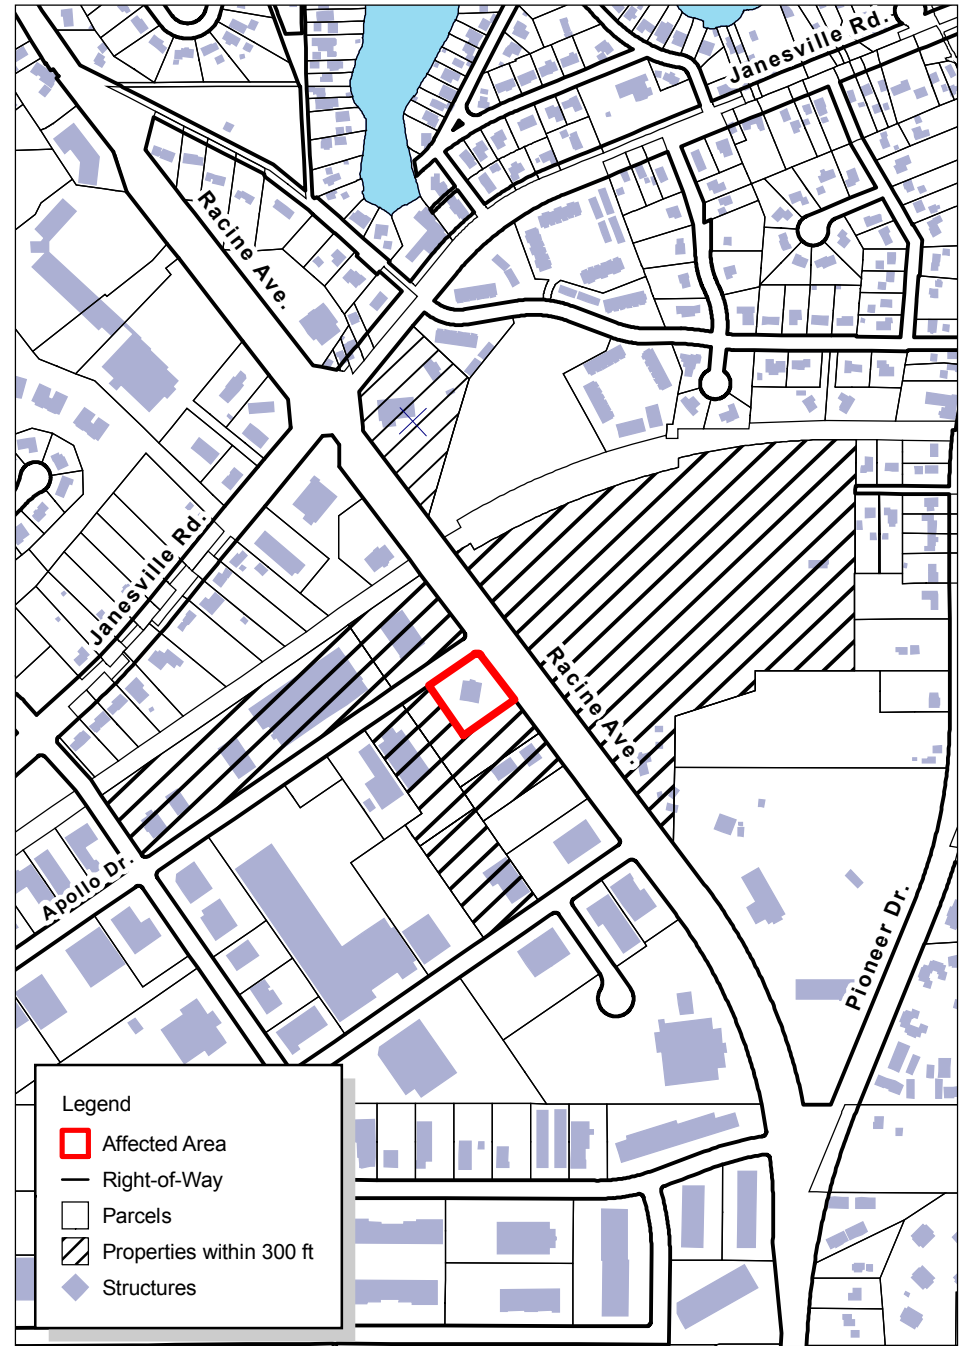 Janesville Rd.
Racine Ave.
Janesville Rd.
Racine Ave.
Apollo Dr.
Pioneer Dr.
Legend
Affected Area
Right-of-Way
Parcels
Properties within 300 ft
Structures